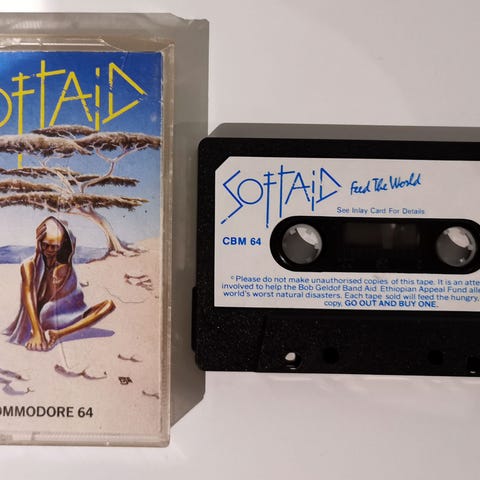 OFTAID
OMMODORE 64
SOFTAID
Feed The World
See Inlay Card For Details
CBM 64
© Please do not make unauthorised copies of this tape. It is an atte
involved to help the Bob Geldof Band Aid Ethiopian Appeal Fund alle
world's worst natural disasters. Each tape sold will feed the hungry,
copy, GO OUT AND BUY ONE.